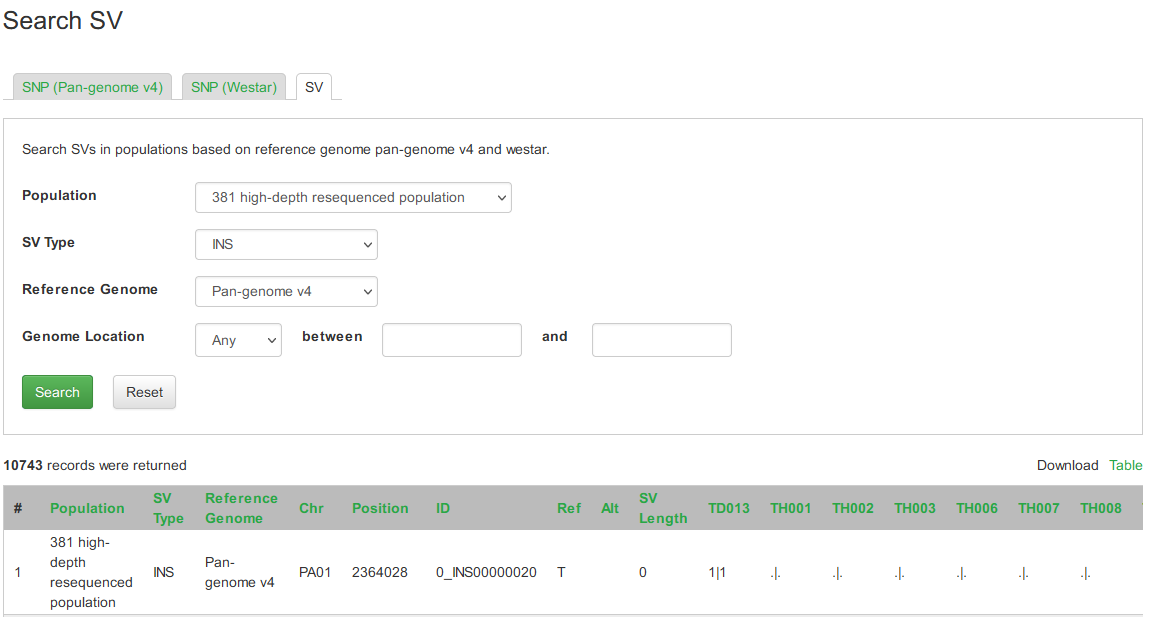 Search SV
SNP (Pan-genome v4) SNP (Westar) SV
Search SVs in populations based on reference genome pan-genome v4 and westar.
Population 381 high-depth resequenced population
SV Type INS
Reference Genome Pan-genome v4
Genome Location Any between and
Search Reset
10743 records were returned Download Table
# Population SV Type Reference Genome Chr Position ID Ref Alt SV Length TD013 TH001 TH002 TH003 TH006 TH007 TH008
1 381 high-depth resequenced population INS Pan-genome v4 PA01 2364028 0_INS00000020 T 0 1|1 .|. .|. .|. .|. .|. .|.